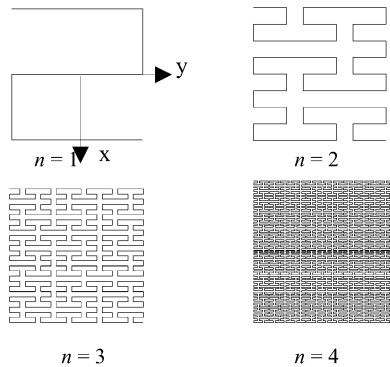 y
x
n = 1
n = 2
n = 3
n = 4